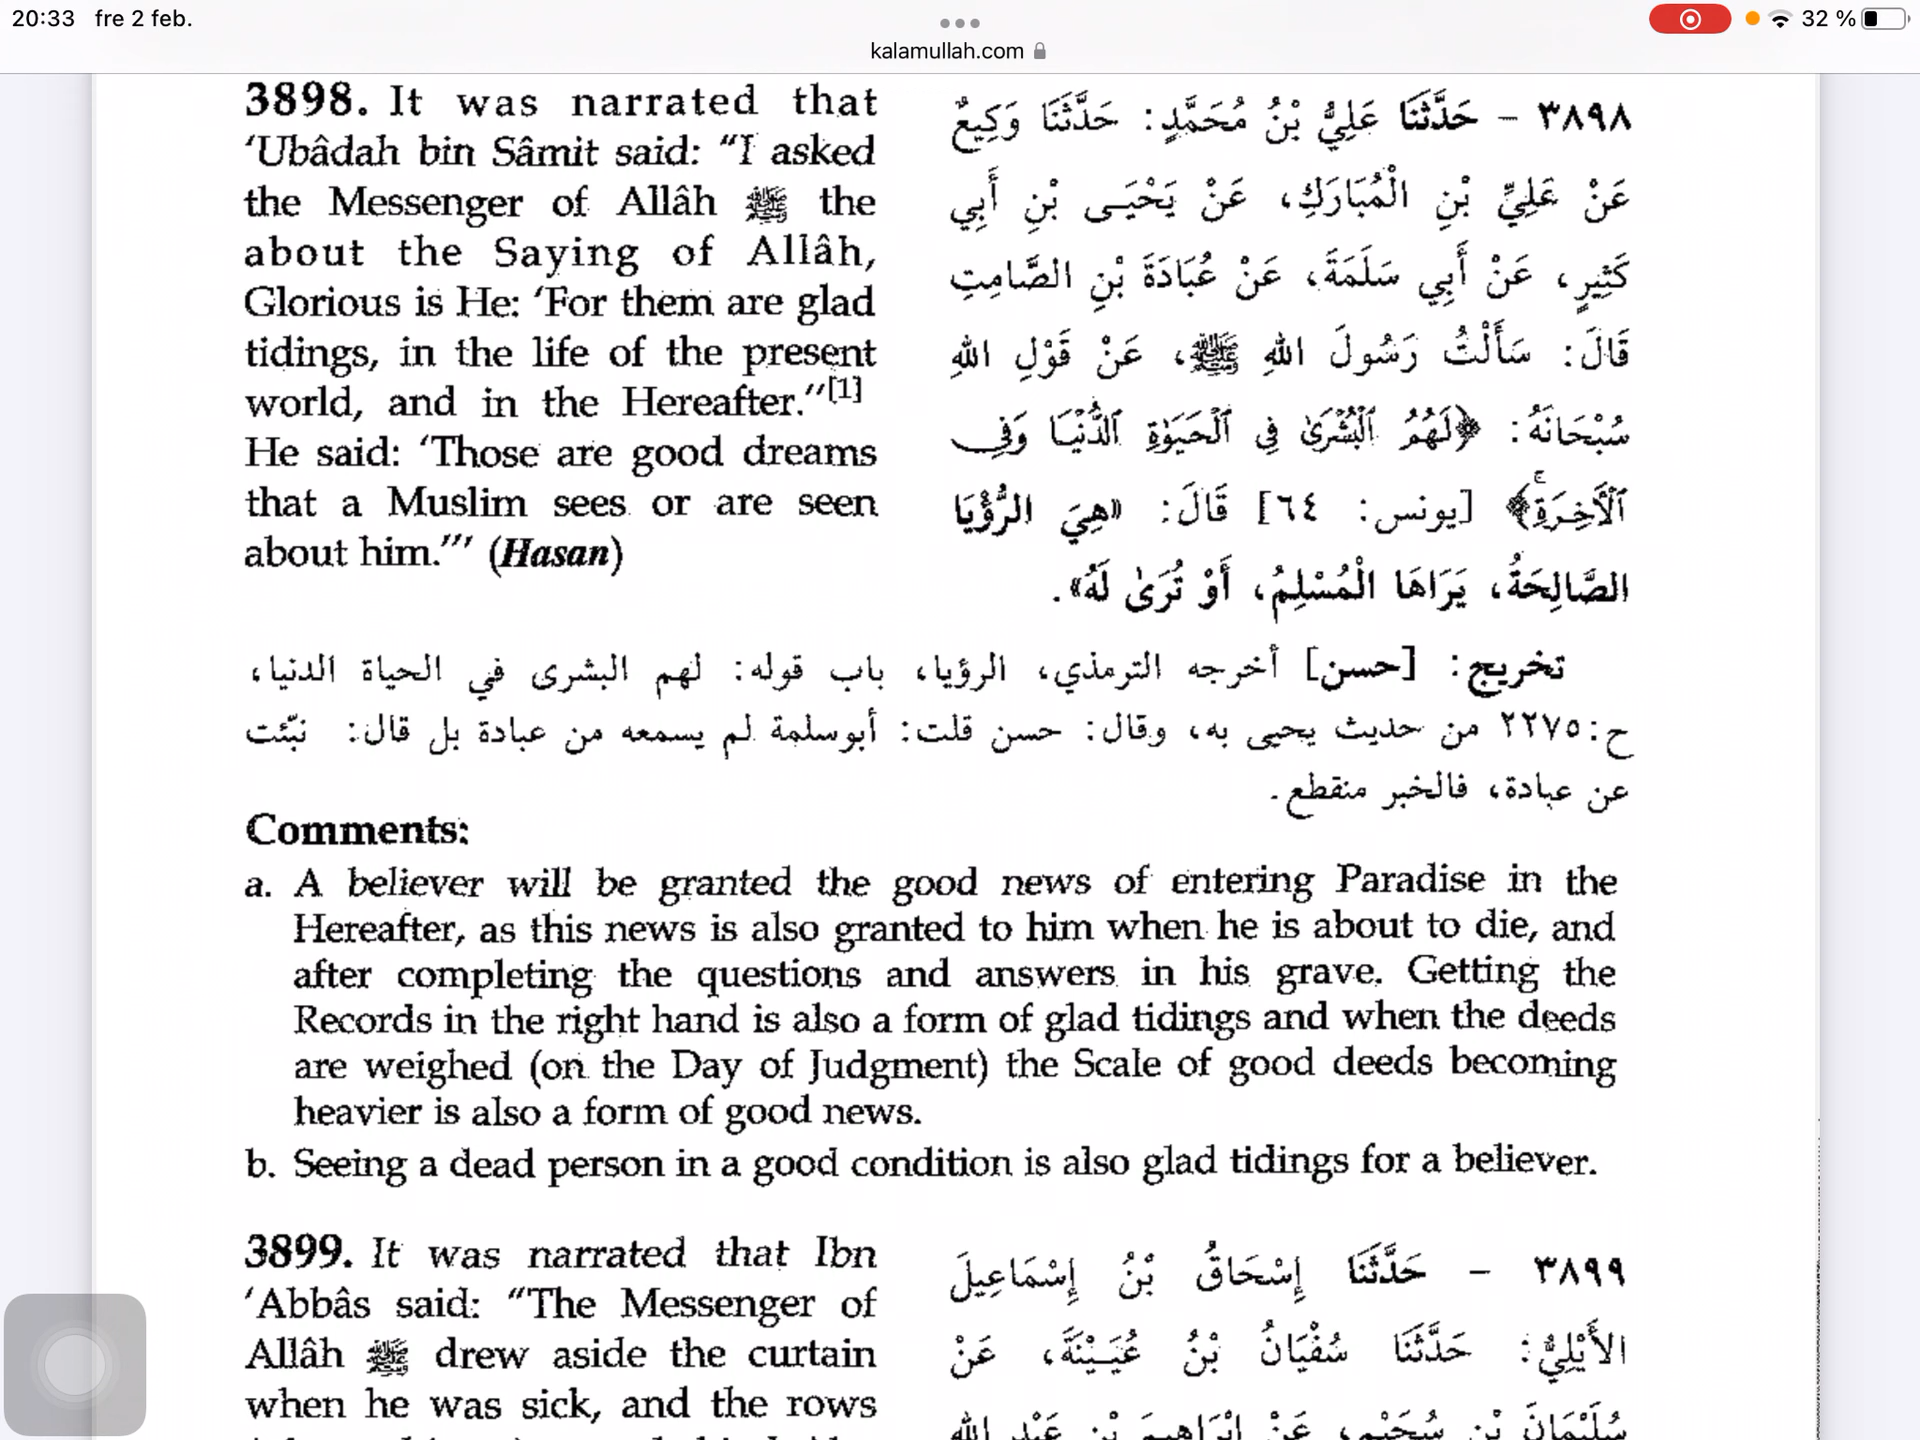 20:33 fre 2 feb.
32 %
kalamullah.com
3898. It was narrated that
‘Ubâdah bin Sâmit said: “I asked
the Messenger of Allâh ﷺ the
about the Saying of Allâh,
Glorious is He: ‘For them are glad
tidings, in the life of the present
world, and in the Hereafter.”[1]
He said: ‘Those are good dreams
that a Muslim sees or are seen
about him.”’ (Hasan)
٣٨٩٨ - حَدَّثَنَا عَلِيُّ بْنُ مُحَمَّدٍ: حَدَّثَنَا وَكِيعٌ
عَنْ عَلِيِّ بْنِ الْمُبَارَكِ، عَنْ يَحْيَى بْنِ أَبِي
كَثِيرٍ، عَنْ أَبِي سَلَمَةَ، عَنْ عُبَادَةَ بْنِ الصَّامِتِ
قَالَ: سَأَلْتُ رَسُولَ اللهِ ﷺ، عَنْ قَوْلِ اللهِ
سُبْحَانَهُ: ﴿لَهُمُ ٱلْبُشْرَىٰ فِى ٱلْحَيَوٰةِ ٱلدُّنْيَا وَفِى
ٱلْأَخِرَةِۚ﴾ [يونس: ٦٤] قَالَ: «هِيَ الرُّؤْيَا
الصَّالِحَةُ، يَرَاهَا الْمُسْلِمُ، أَوْ تُرَىٰ لَهُ».
تخريج: [حسن] أخرجه الترمذي، الرؤيا، باب قوله: لهم البشرى في الحياة الدنيا،
ح:٢٢٧٥ من حديث يحيى به، وقال: حسن قلت: أبوسلمة لم يسمعه من عبادة بل قال: نبّئت
عن عبادة، فالخبر منقطع.
Comments:
a. A believer will be granted the good news of entering Paradise in the
Hereafter, as this news is also granted to him when he is about to die, and
after completing the questions and answers in his grave. Getting the
Records in the right hand is also a form of glad tidings and when the deeds
are weighed (on the Day of Judgment) the Scale of good deeds becoming
heavier is also a form of good news.
b. Seeing a dead person in a good condition is also glad tidings for a believer.
3899. It was narrated that Ibn
‘Abbâs said: “The Messenger of
Allâh ﷺ drew aside the curtain
when he was sick, and the rows
٣٨٩٩ - حَدَّثَنَا إِسْحَاقُ بْنُ إِسْمَاعِيلَ
الأَيْلِيُّ: حَدَّثَنَا سُفْيَانُ بْنُ عُيَيْنَةَ، عَنْ
سُلَيْمَانَ بْنِ سُحَيْمٍ، عَنْ إِبْرَاهِيمَ بْنِ عَبْدِ اللهِ